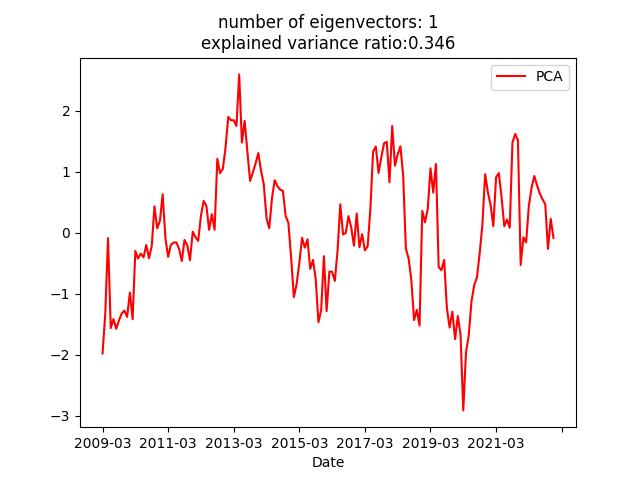 number of eigenvectors: 1
explained variance ratio:0.346
PCA
2
1
0
−1
−2
−3
2009-03 2011-03 2013-03 2015-03 2017-03 2019-03 2021-03
Date